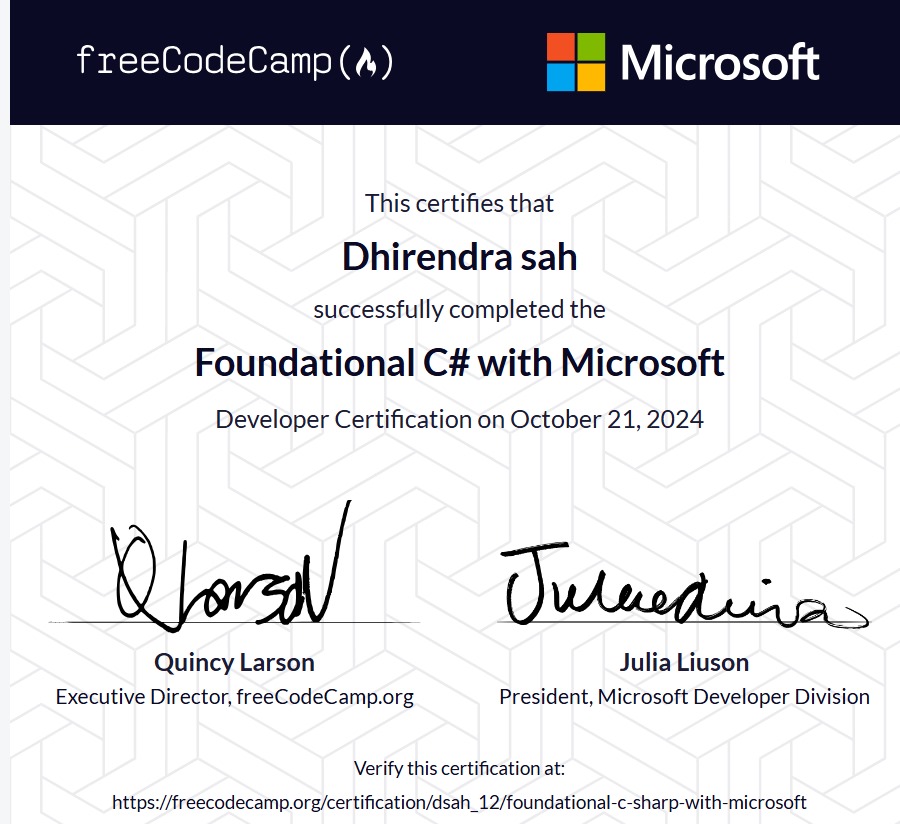 freeCodeCamp(🔥)
Microsoft
This certifies that
Dhirendra sah
successfully completed the
Foundational C# with Microsoft
Developer Certification on October 21, 2024
Quincy Larson
Julia Liuson
Executive Director, freeCodeCamp.org
President, Microsoft Developer Division
Verify this certification at:
https://freecodecamp.org/certification/dsah_12/foundational-c-sharp-with-microsoft